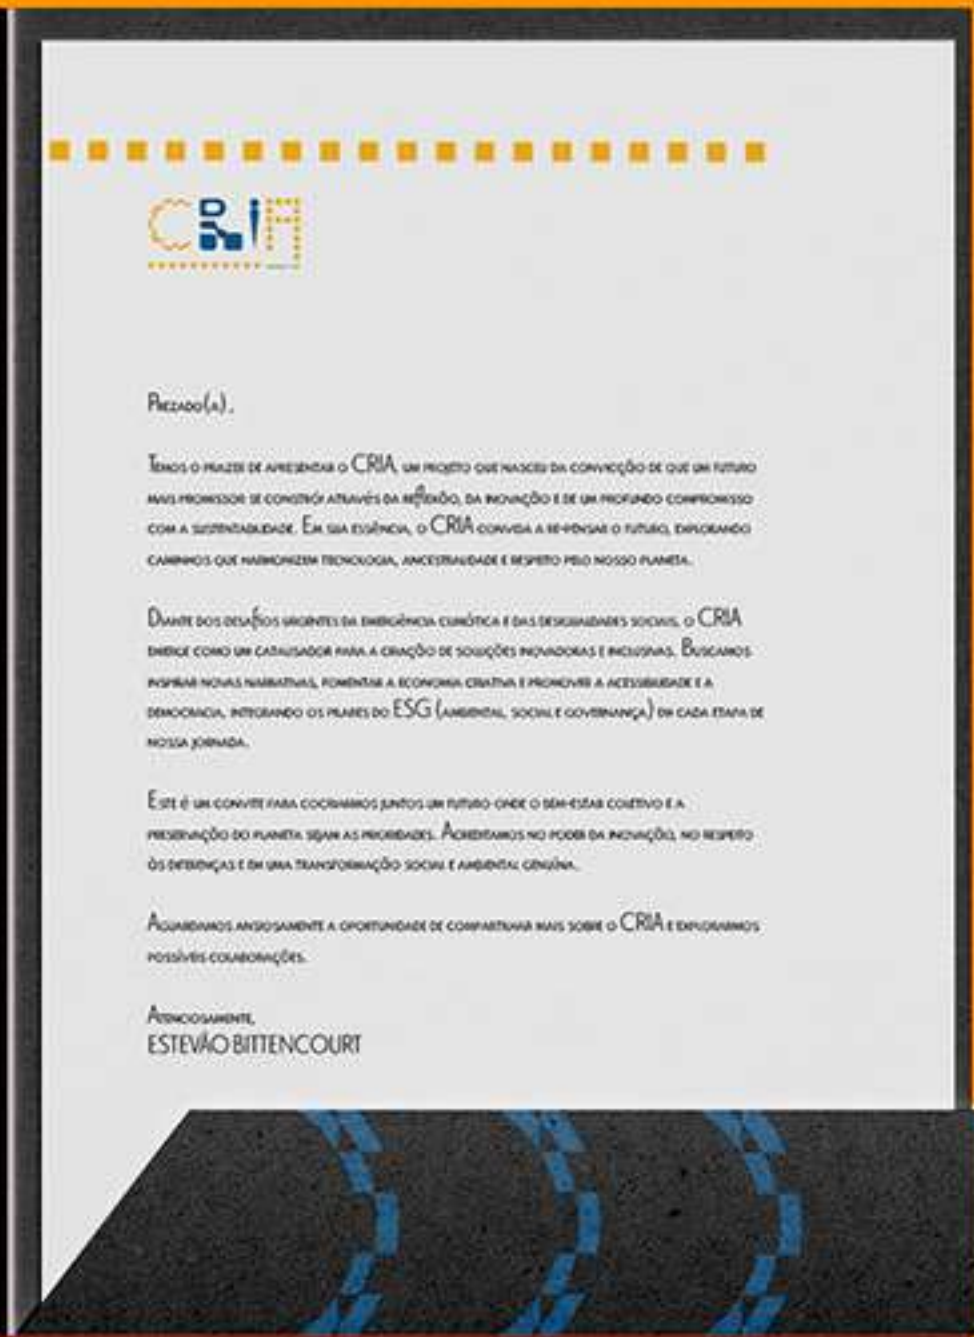 CRIA
Prezado(a),
Temos o prazer de apresentar o CRIA, um projeto que nasceu da convicção de que um futuro
mais promissor se constrói através da reflexão, da inovação e de um profundo compromisso
com a sustentabilidade. Em sua essência, o CRIA convida a re-pensar o futuro, explorando
caminhos que harmonizem tecnologia, ancestralidade e respeito pelo nosso planeta.
Diante dos desafios urgentes da emergência climática e das desigualdades sociais, o CRIA
emerge como um catalisador para a criação de soluções inovadoras e inclusivas. Buscamos
inspirar novas narrativas, fomentar a economia criativa e promover a acessibilidade e a
democracia, integrando os pilares do ESG (ambiental, social e governança) em cada etapa de
nossa jornada.
Este é um convite para cocriarmos juntos um futuro onde o bem-estar coletivo e a
preservação do planeta sejam as prioridades. Acreditamos no poder da inovação, no respeito
às diferenças e em uma transformação social e ambiental genuína.
Aguardamos ansiosamente a oportunidade de compartilhar mais sobre o CRIA e explorarmos
possíveis colaborações.
Atenciosamente,
ESTEVÃO BITTENCOURT